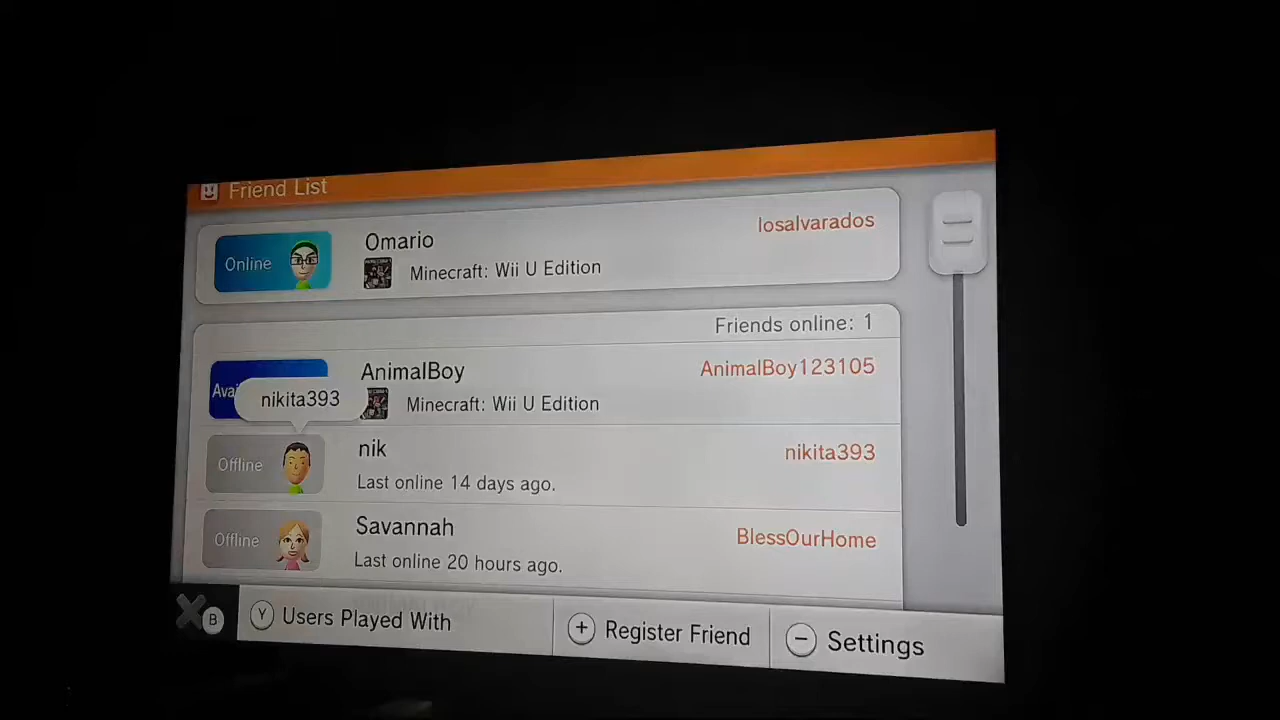 Friend List
Online
Omario
losalvarados
Minecraft: Wii U Edition
Friends online: 1
AnimalBoy
AnimalBoy123105
Avai
nikita393
Minecraft: Wii U Edition
Offline
nik
nikita393
Last online 14 days ago.
Offline
Savannah
BlessOurHome
Last online 20 hours ago.
B
Y Users Played With
+ Register Friend
− Settings